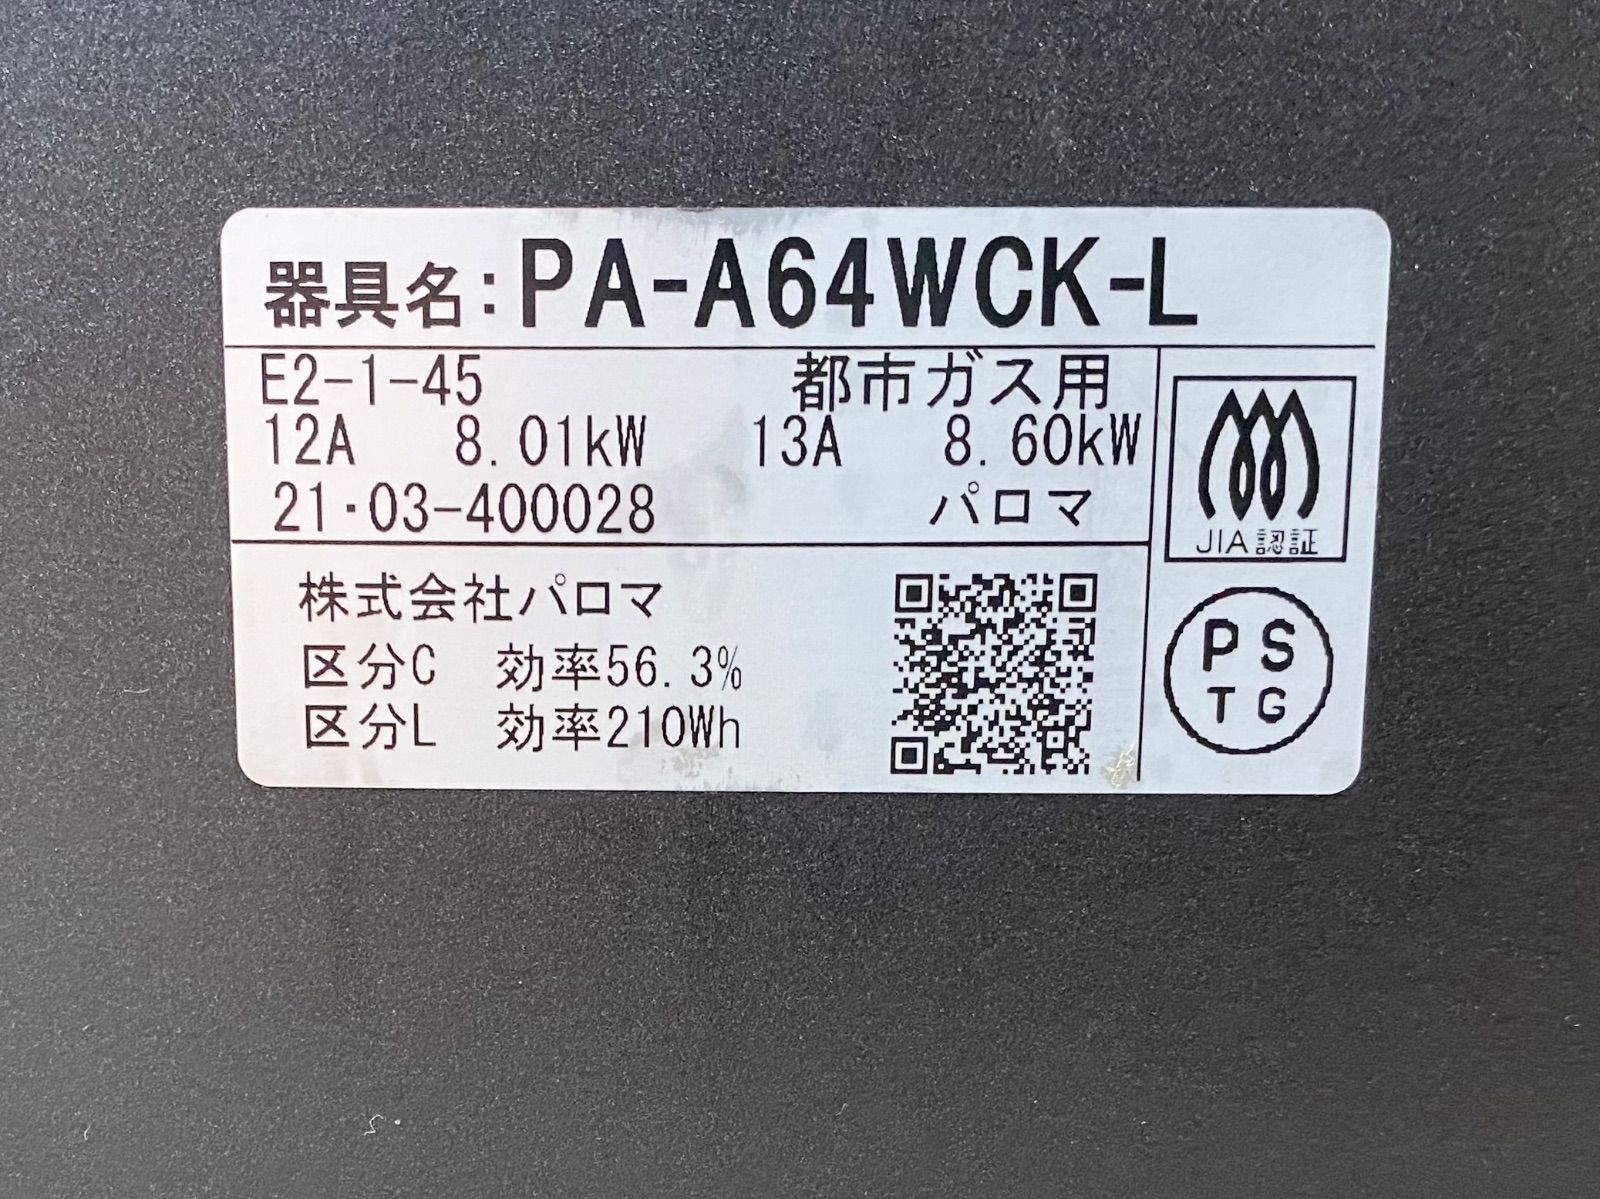 器具名:PA-A64WCK-L
E2-1-45 都市ガス用
12A 8.01kW 13A 8.60kW
21・03-400028 パロマ
JIA認証
株式会社パロマ
区分C 効率56.3%
区分L 効率210Wh
PS
TG